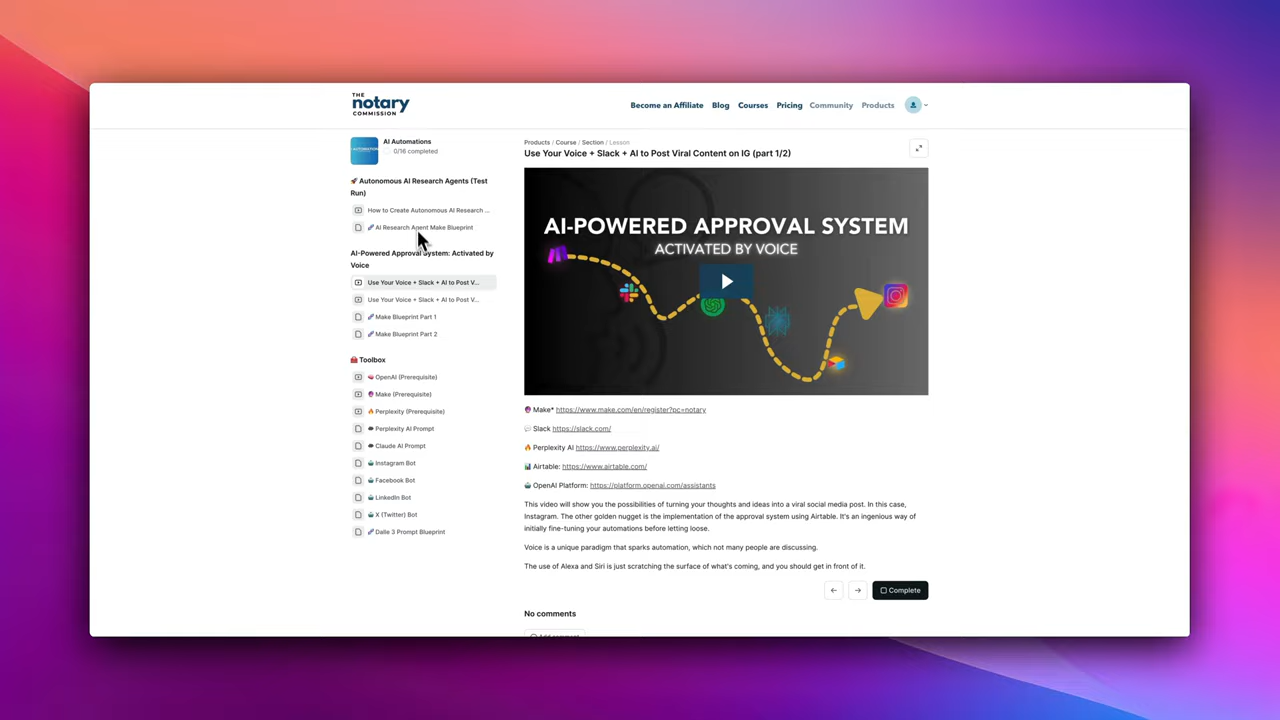 THE
notary
COMMISSION
Become an Affiliate Blog Courses Pricing Community Products
AI Automations
0/16 completed
🚀 Autonomous AI Research Agents (Test
Run)
How to Create Autonomous AI Research ...
AI Research Agent Make Blueprint
AI-Powered Approval System: Activated by
Voice
Use Your Voice + Slack + AI to Post V...
Use Your Voice + Slack + AI to Post V...
Make Blueprint Part 1
Make Blueprint Part 2
🧰 Toolbox
OpenAI (Prerequisite)
Make (Prerequisite)
🔥 Perplexity (Prerequisite)
Perplexity AI Prompt
Claude AI Prompt
Instagram Bot
Facebook Bot
LinkedIn Bot
X (Twitter) Bot
Dalle 3 Prompt Blueprint
Products / Course / Section / Lesson
Use Your Voice + Slack + AI to Post Viral Content on IG (part 1/2)
AI-POWERED APPROVAL SYSTEM
ACTIVATED BY VOICE
Make* https://www.make.com/en/register?pc=notary
Slack https://slack.com/
🔥 Perplexity AI https://www.perplexity.ai/
Airtable: https://www.airtable.com/
OpenAI Platform: https://platform.openai.com/assistants
This video will show you the possibilities of turning your thoughts and ideas into a viral social media post. In this case,
Instagram. The other golden nugget is the implementation of the approval system using Airtable. It's an ingenious way of
initially fine-tuning your automations before letting loose.
Voice is a unique paradigm that sparks automation, which not many people are discussing.
The use of Alexa and Siri is just scratching the surface of what's coming, and you should get in front of it.
← → Complete
No comments